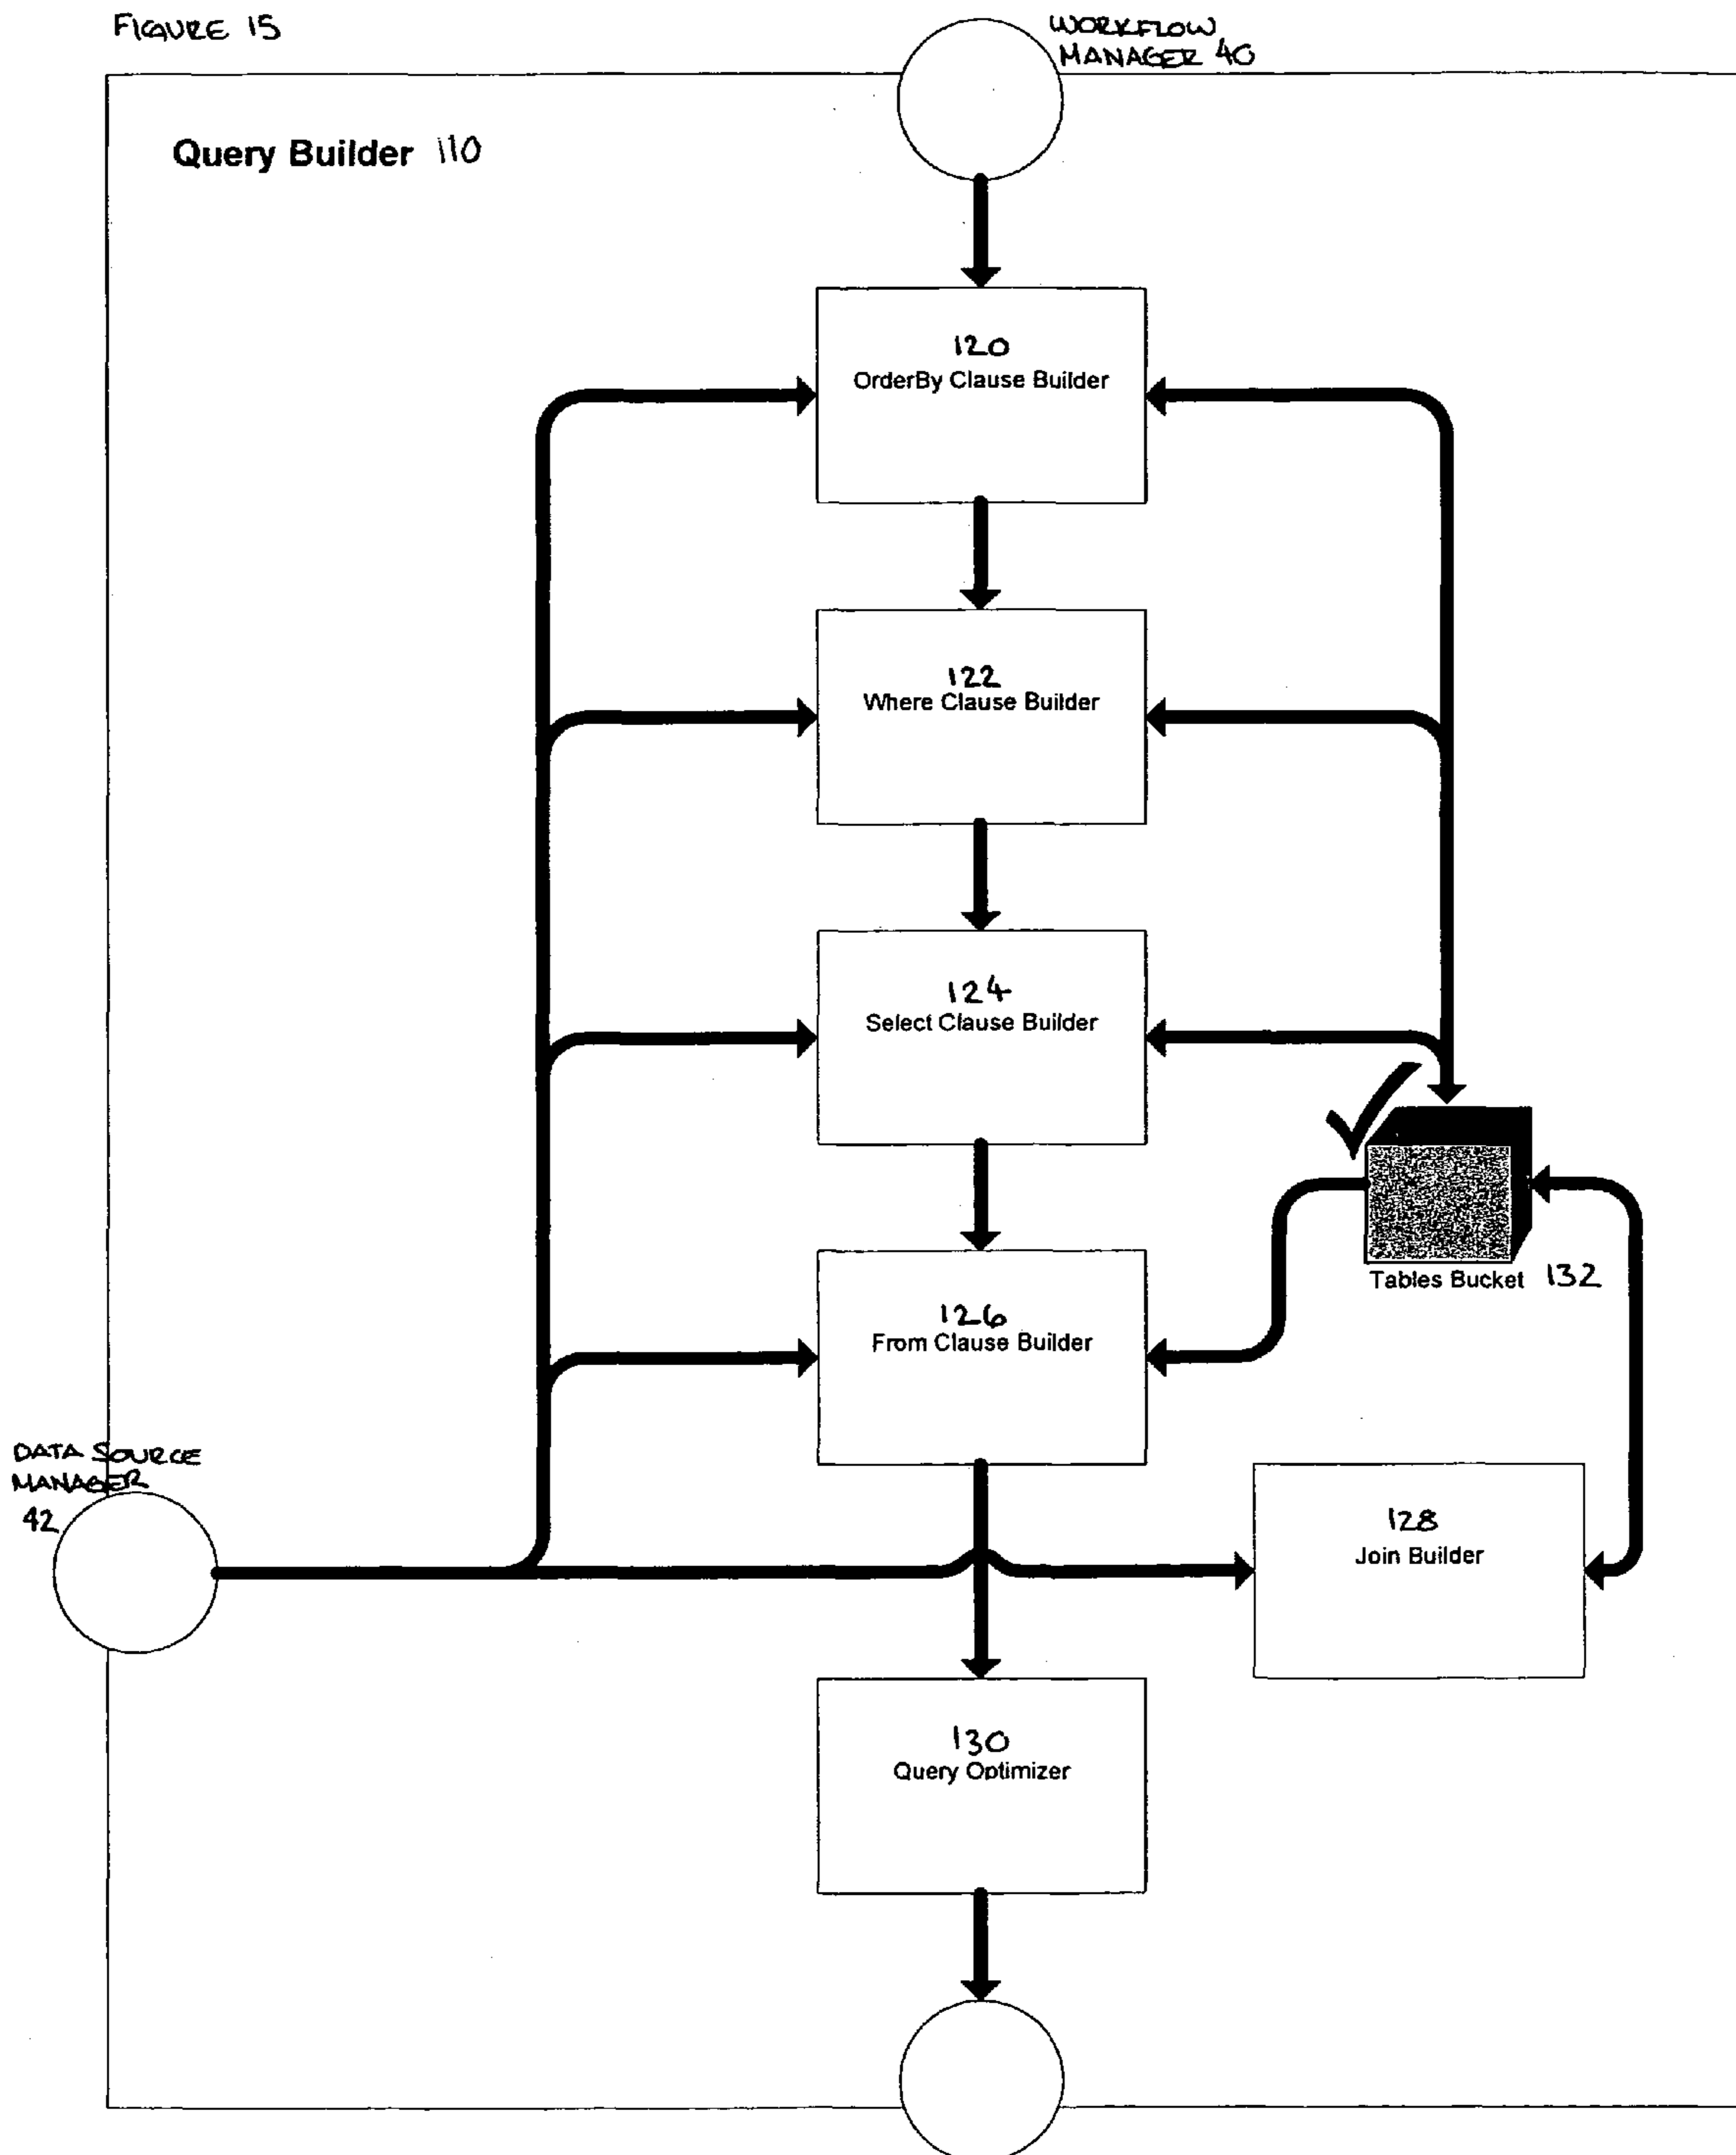 FIGURE 15
WORKFLOW
MANAGER 40
Query Builder 110
120
OrderBy Clause Builder
122
Where Clause Builder
124
Select Clause Builder
Tables Bucket 132
126
From Clause Builder
DATA SOURCE
MANAGER
42
128
Join Builder
130
Query Optimizer